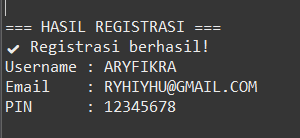 === HASIL REGISTRASI ===
✔ Registrasi berhasil!
Username : ARYFIKRA
Email    : RYHIYHU@GMAIL.COM
PIN      : 12345678